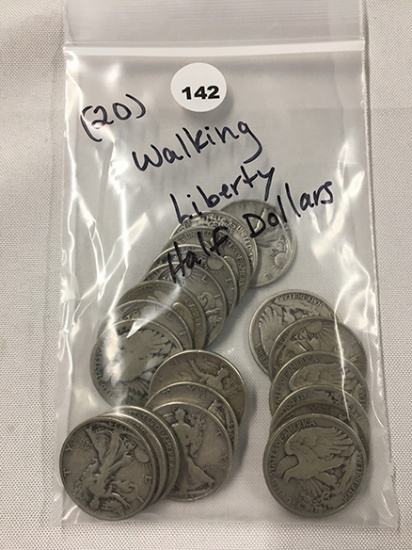 142
(20)
Walking
Liberty
Half Dollars